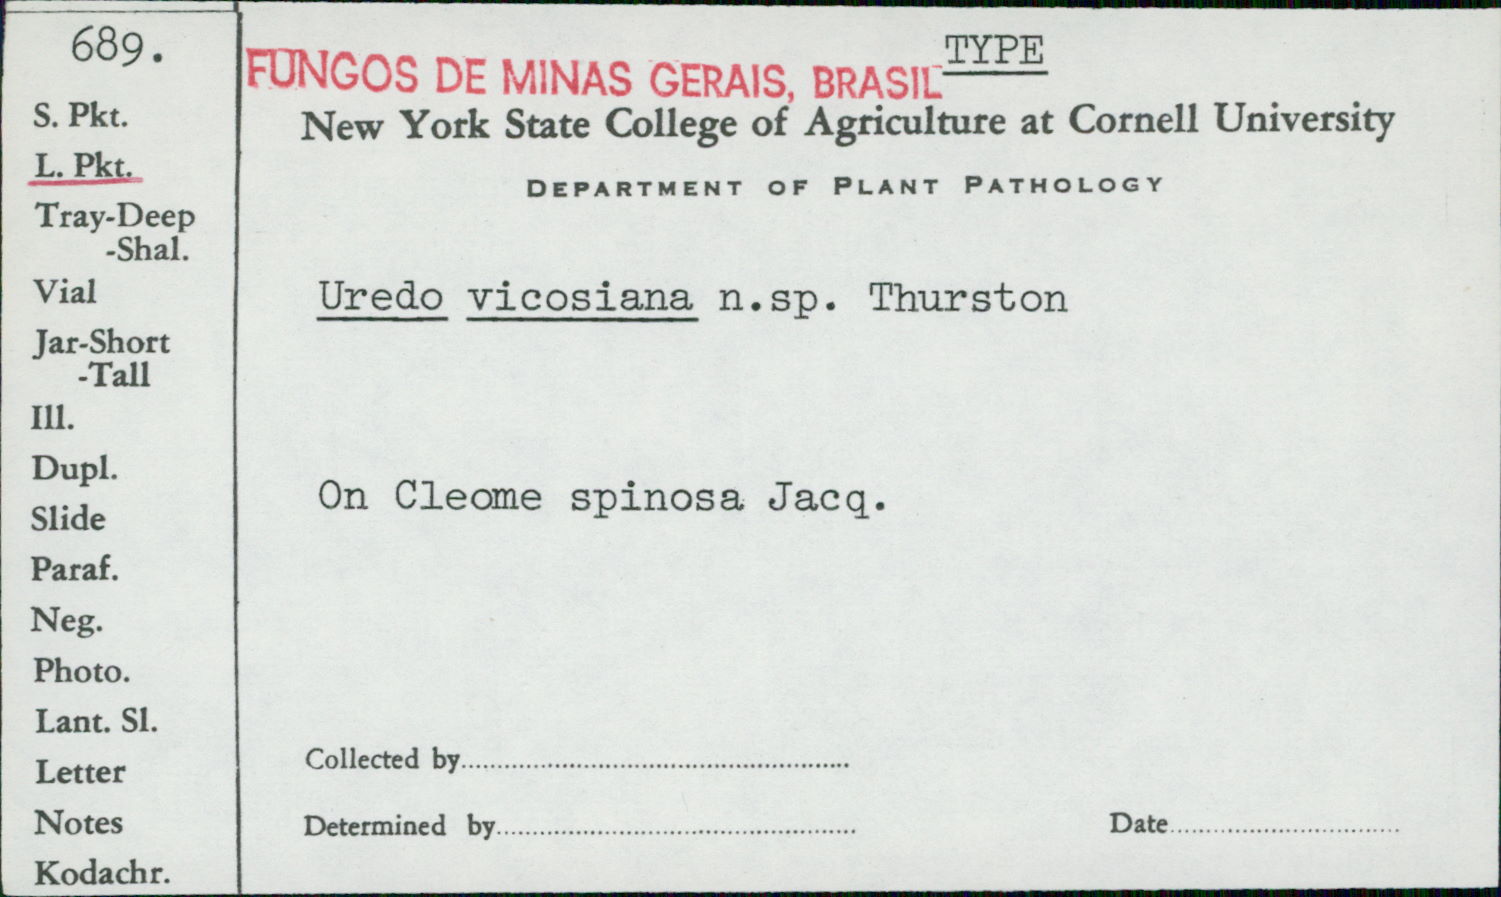 689.
S. Pkt.
L. Pkt.
Tray-Deep
-Shal.
Vial
Jar-Short
-Tall
Ill.
Dupl.
Slide
Paraf.
Neg.
Photo.
Lant. Sl.
Letter
Notes
Kodachr.
TYPE
FUNGOS DE MINAS GERAIS, BRASIL
New York State College of Agriculture at Cornell University
DEPARTMENT OF PLANT PATHOLOGY
Uredo vicosiana n.sp. Thurston
On Cleome spinosa Jacq.
Collected by
Determined by
Date